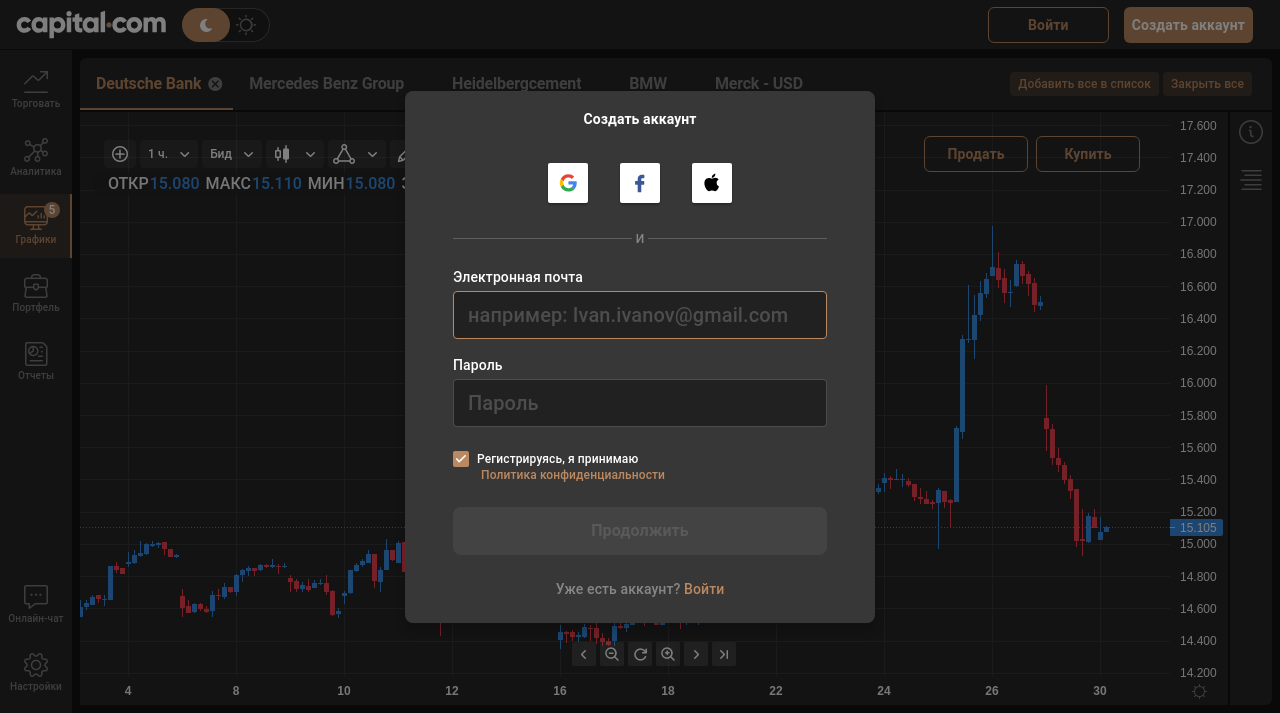 capital.com
Войти
Создать аккаунт
Торговать
Аналитика
5
Графики
Портфель
Отчеты
Онлайн-чат
Настройки
Deutsche Bank
Mercedes Benz Group
Heidelbergcement
BMW
Merck - USD
Добавить все в список
Закрыть все
1 ч.
Бид
Продать
Купить
ОТКР 15.080 МАКС 15.110 МИН 15.080
Создать аккаунт
И
Электронная почта
например: Ivan.ivanov@gmail.com
Пароль
Пароль
Регистрируясь, я принимаю
Политика конфиденциальности
Продолжить
Уже есть аккаунт? Войти
17.600
17.400
17.200
17.000
16.800
16.600
16.400
16.200
16.000
15.800
15.600
15.400
15.200
15.105
15.000
14.800
14.600
14.400
14.200
4 8 10 12 16 18 22 24 26 30